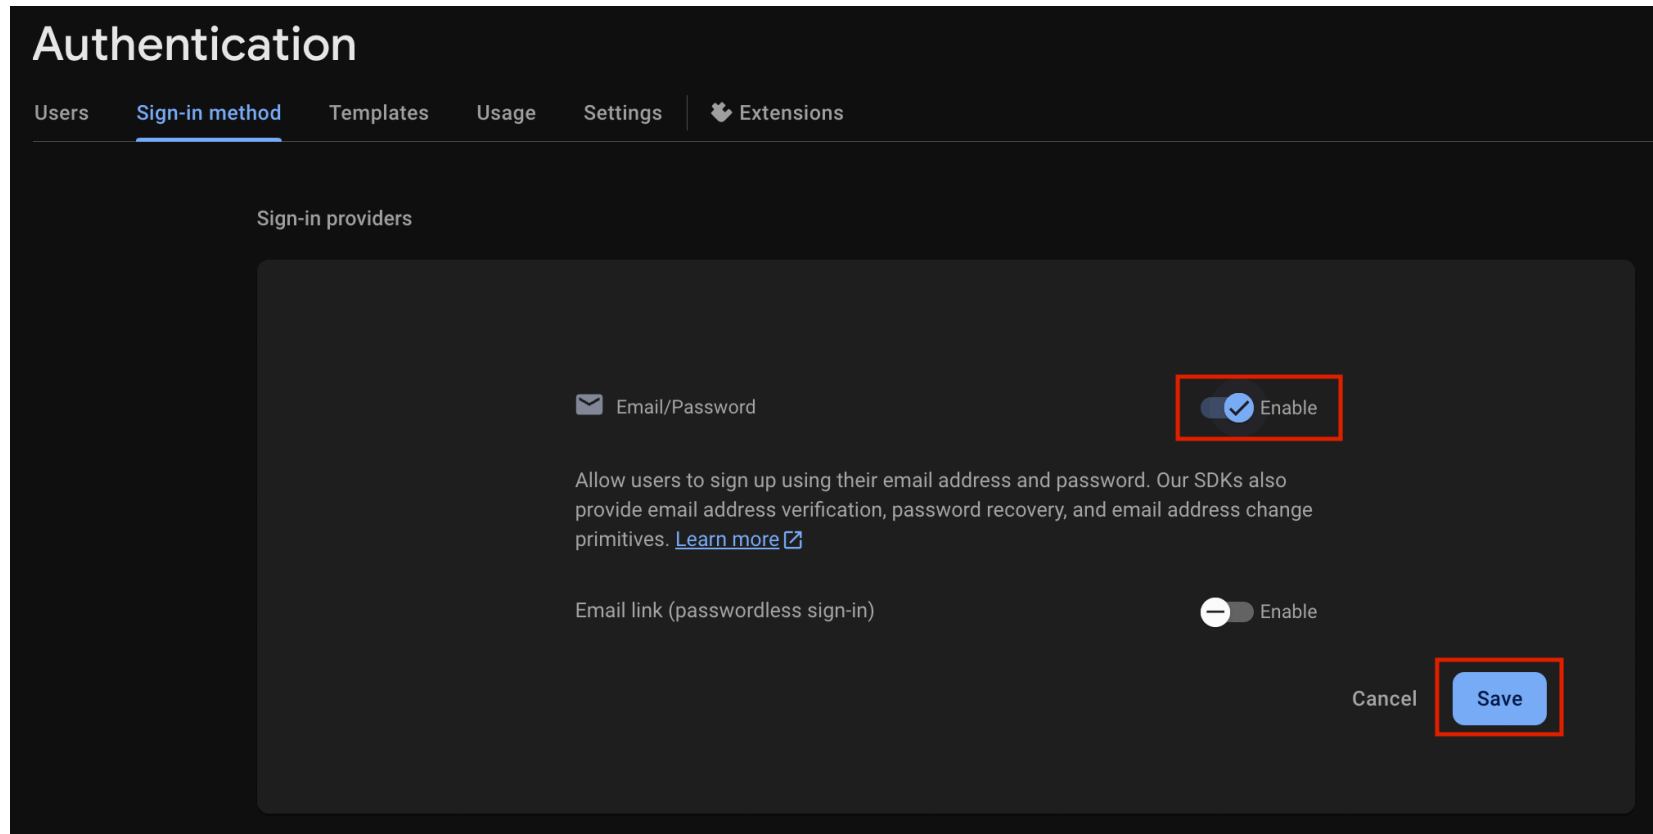 Authentication
Users Sign-in method Templates Usage Settings Extensions
Sign-in providers
Email/Password Enable
Allow users to sign up using their email address and password. Our SDKs also
provide email address verification, password recovery, and email address change
primitives. Learn more
Email link (passwordless sign-in) Enable
Cancel Save